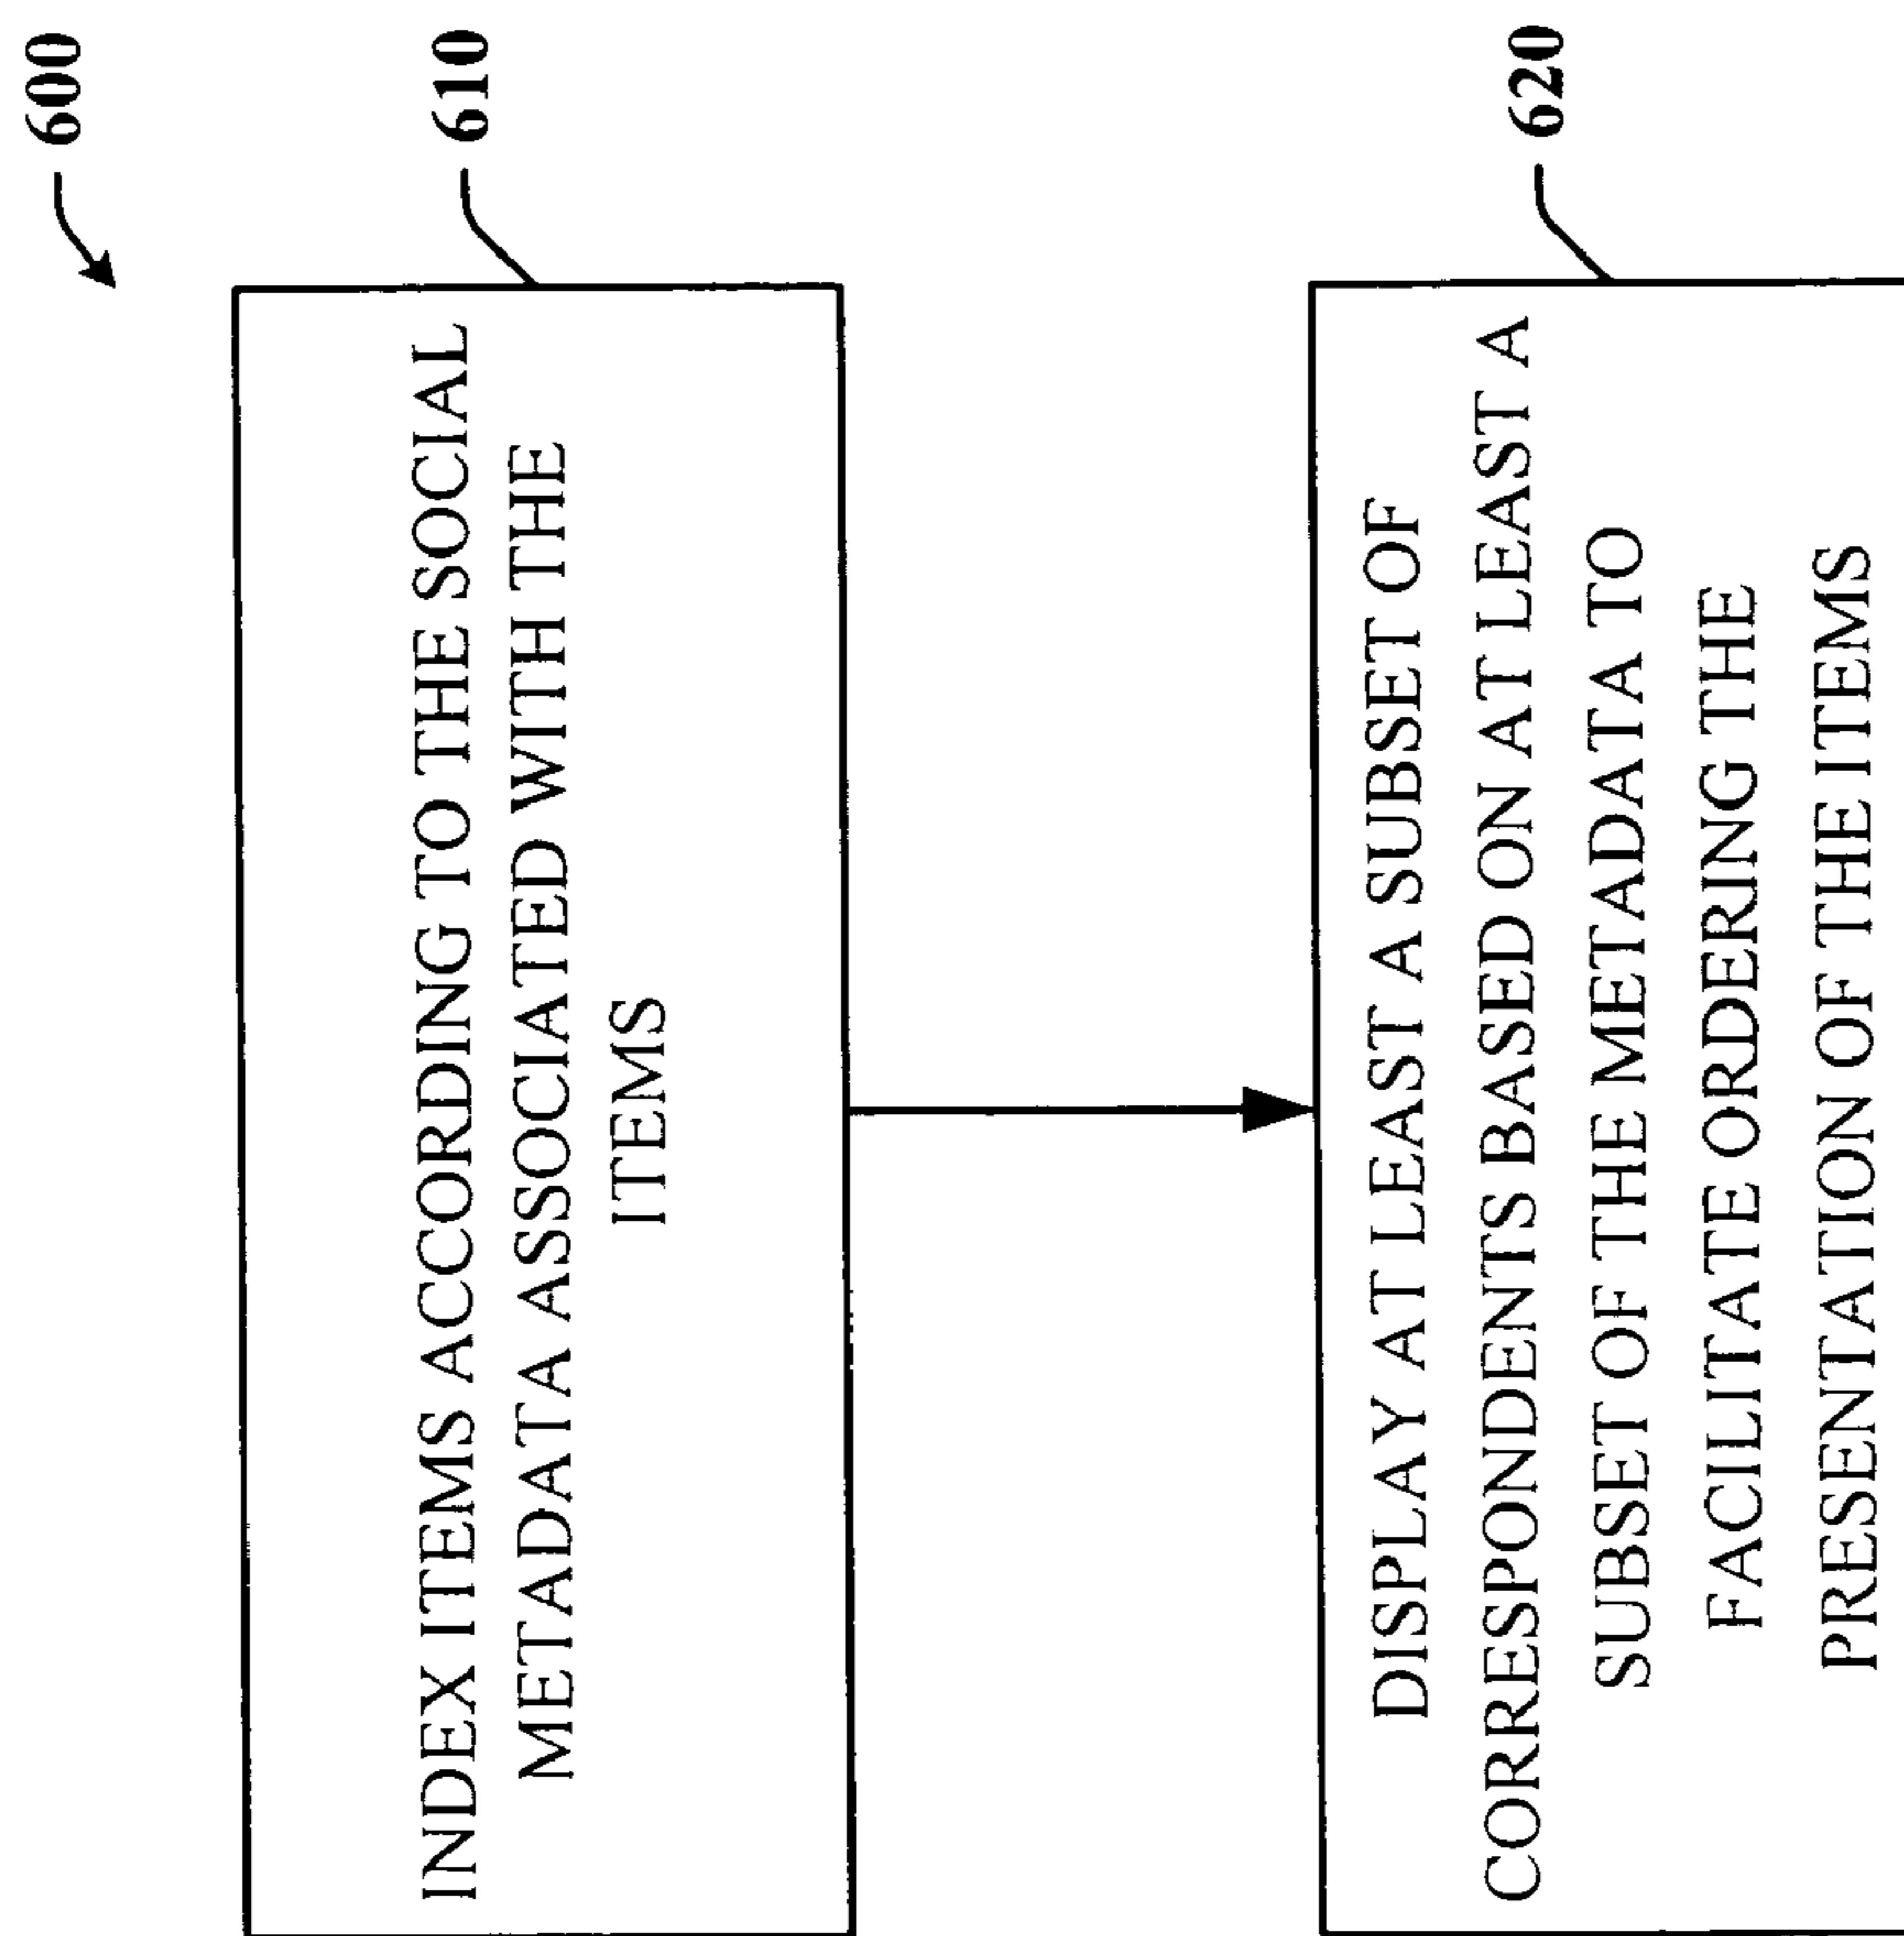 600
610
INDEX ITEMS ACCORDING TO THE SOCIAL
METADATA ASSOCIATED WITH THE
ITEMS
620
DISPLAY AT LEAST A SUBSET OF
CORRESPONDENTS BASED ON AT LEAST A
SUBSET OF THE METADATA TO
FACILITATE ORDERING THE
PRESENTATION OF THE ITEMS